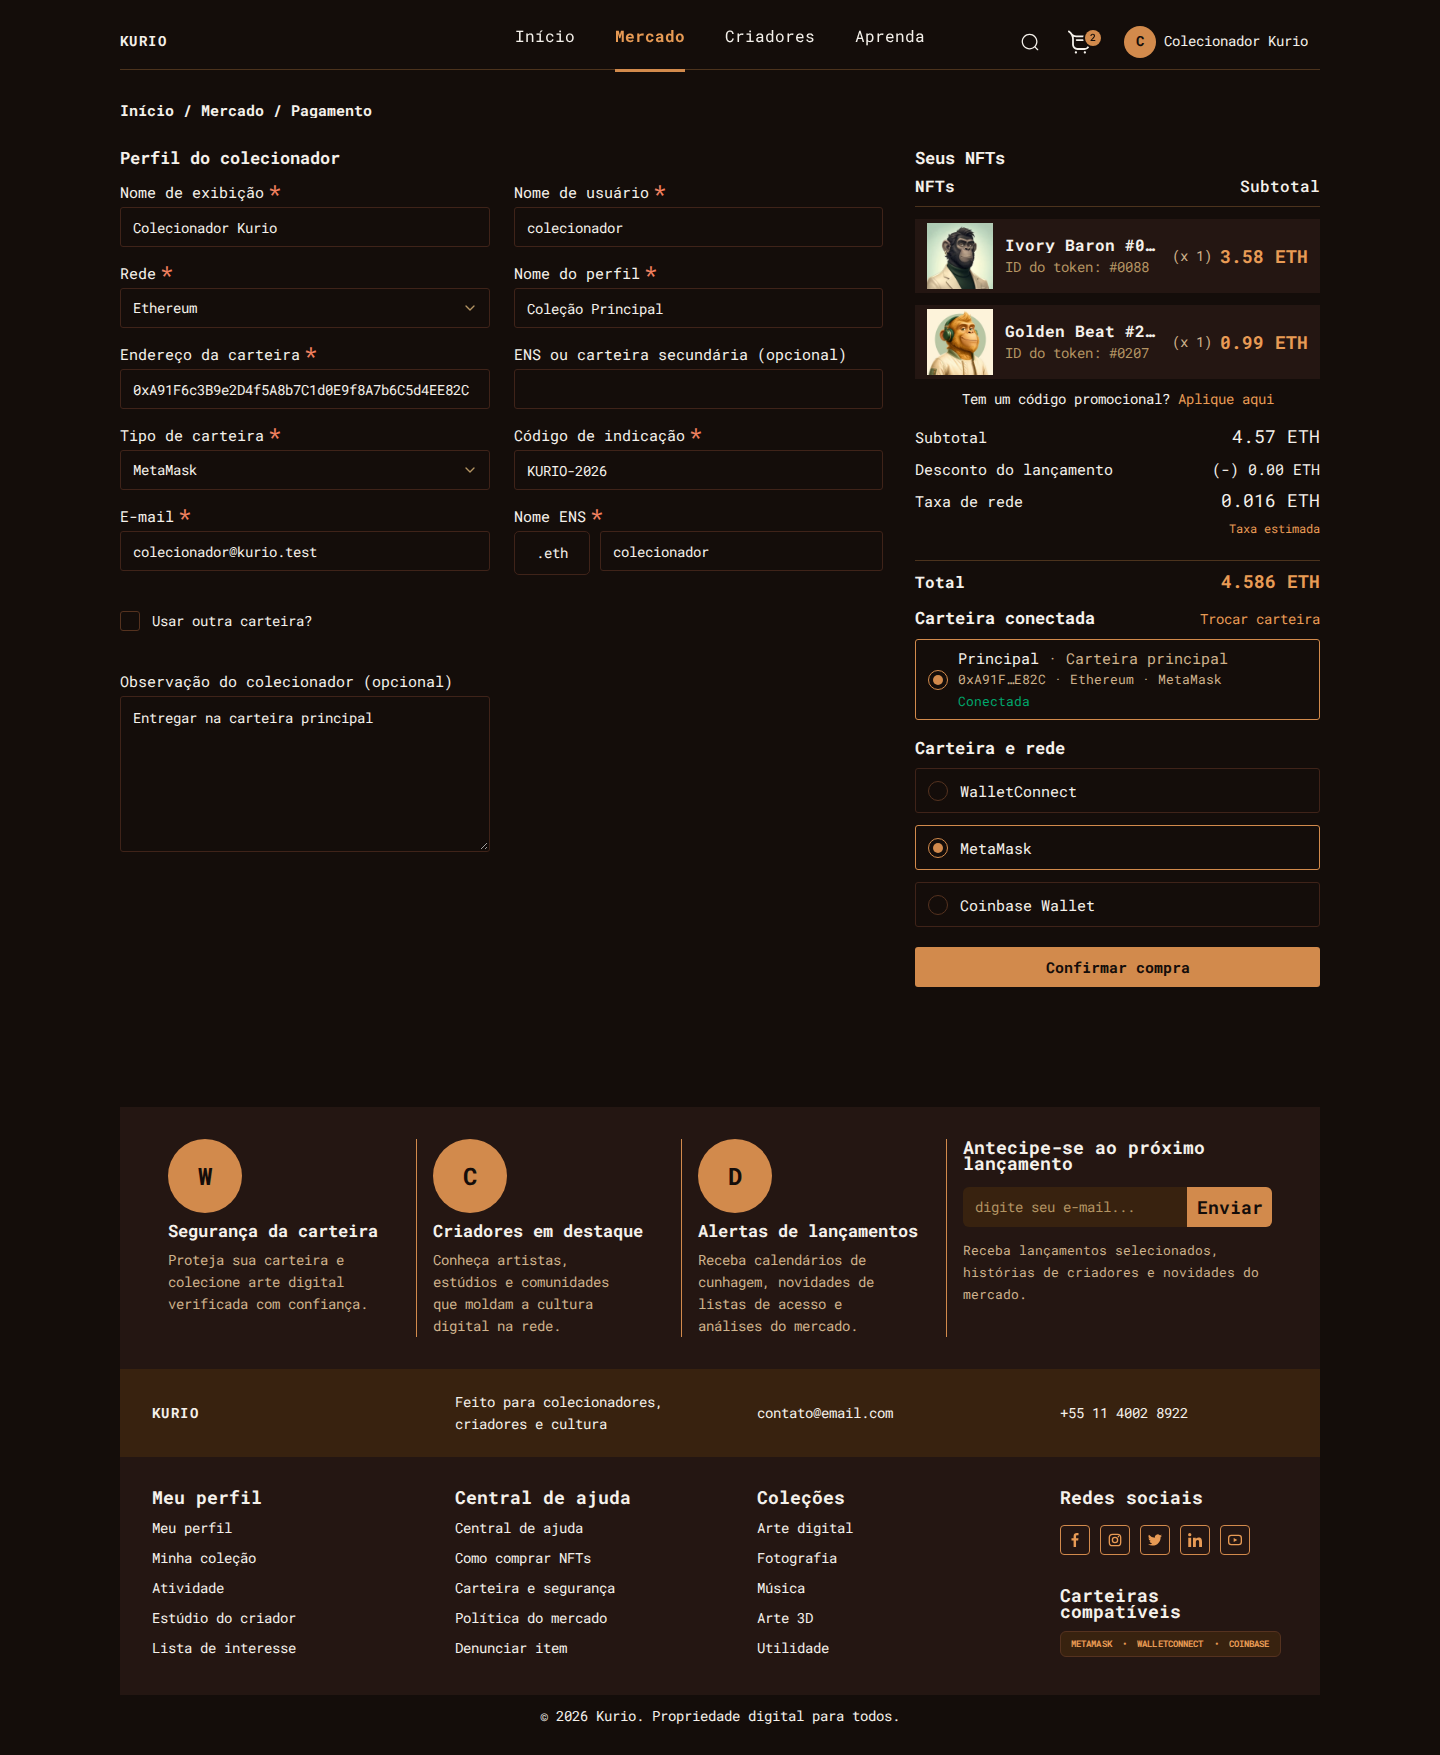 KURIO
Início
Mercado
Criadores
Aprenda
2
C
Colecionador Kurio
Início / Mercado / Pagamento
Perfil do colecionador
Nome de exibição *
Colecionador Kurio
Nome de usuário *
colecionador
Rede *
Ethereum
Nome do perfil *
Coleção Principal
Endereço da carteira *
0xA91F6c3B9e2D4f5A8b7C1d0E9f8A7b6C5d4EE82C
ENS ou carteira secundária (opcional)
Tipo de carteira *
MetaMask
Código de indicação *
KURIO-2026
E-mail *
colecionador@kurio.test
Nome ENS *
.eth
colecionador
Usar outra carteira?
Observação do colecionador (opcional)
Entregar na carteira principal
Seus NFTs
NFTs
Subtotal
Ivory Baron #0…
ID do token: #0088
(x 1)
3.58 ETH
Golden Beat #2…
ID do token: #0207
(x 1)
0.99 ETH
Tem um código promocional? Aplique aqui
Subtotal
4.57 ETH
Desconto do lançamento
(-) 0.00 ETH
Taxa de rede
0.016 ETH
Taxa estimada
Total
4.586 ETH
Carteira conectada
Trocar carteira
Principal · Carteira principal
0xA91F…E82C · Ethereum · MetaMask
Conectada
Carteira e rede
WalletConnect
MetaMask
Coinbase Wallet
Confirmar compra
W
Segurança da carteira
Proteja sua carteira e
colecione arte digital
verificada com confiança.
C
Criadores em destaque
Conheça artistas,
estúdios e comunidades
que moldam a cultura
digital na rede.
D
Alertas de lançamentos
Receba calendários de
cunhagem, novidades de
listas de acesso e
análises do mercado.
Antecipe-se ao próximo
lançamento
digite seu e-mail...
Enviar
Receba lançamentos selecionados,
histórias de criadores e novidades do
mercado.
KURIO
Feito para colecionadores,
criadores e cultura
contato@email.com
+55 11 4002 8922
Meu perfil
Meu perfil
Minha coleção
Atividade
Estúdio do criador
Lista de interesse
Central de ajuda
Central de ajuda
Como comprar NFTs
Carteira e segurança
Política do mercado
Denunciar item
Coleções
Arte digital
Fotografia
Música
Arte 3D
Utilidade
Redes sociais
Carteiras
compatíveis
METAMASK · WALLETCONNECT · COINBASE
© 2026 Kurio. Propriedade digital para todos.